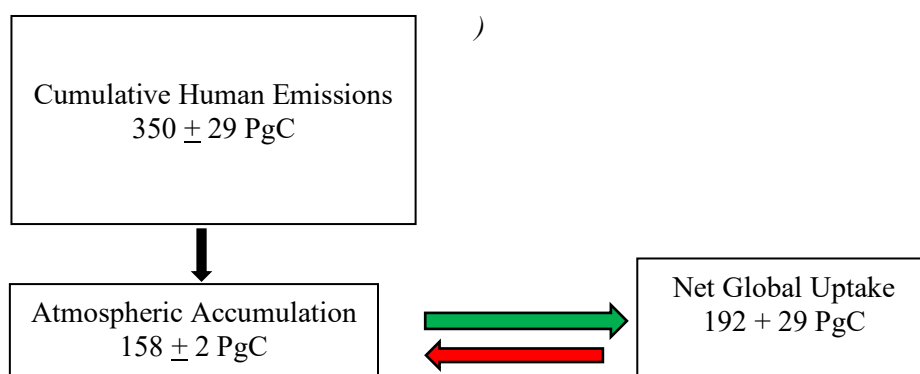 )
Cumulative Human Emissions
350 ± 29 PgC
Atmospheric Accumulation
158 ± 2 PgC
Net Global Uptake
192 + 29 PgC